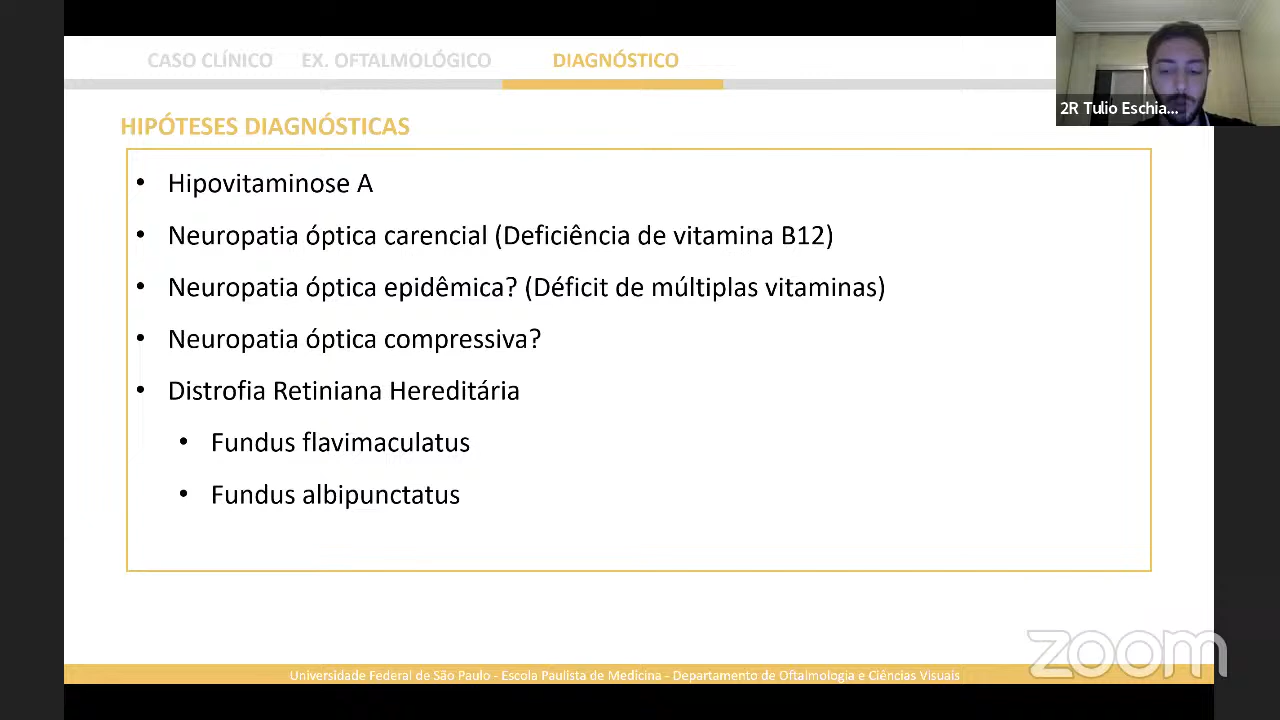 CASO CLÍNICO EX. OFTALMOLÓGICO DIAGNÓSTICO
2R Tulio Eschia...
HIPÓTESES DIAGNÓSTICAS
• Hipovitaminose A
• Neuropatia óptica carencial (Deficiência de vitamina B12)
• Neuropatia óptica epidêmica? (Déficit de múltiplas vitaminas)
• Neuropatia óptica compressiva?
• Distrofia Retiniana Hereditária
• Fundus flavimaculatus
• Fundus albipunctatus
zoom
Universidade Federal de São Paulo - Escola Paulista de Medicina - Departamento de Oftalmologia e Ciências Visuais